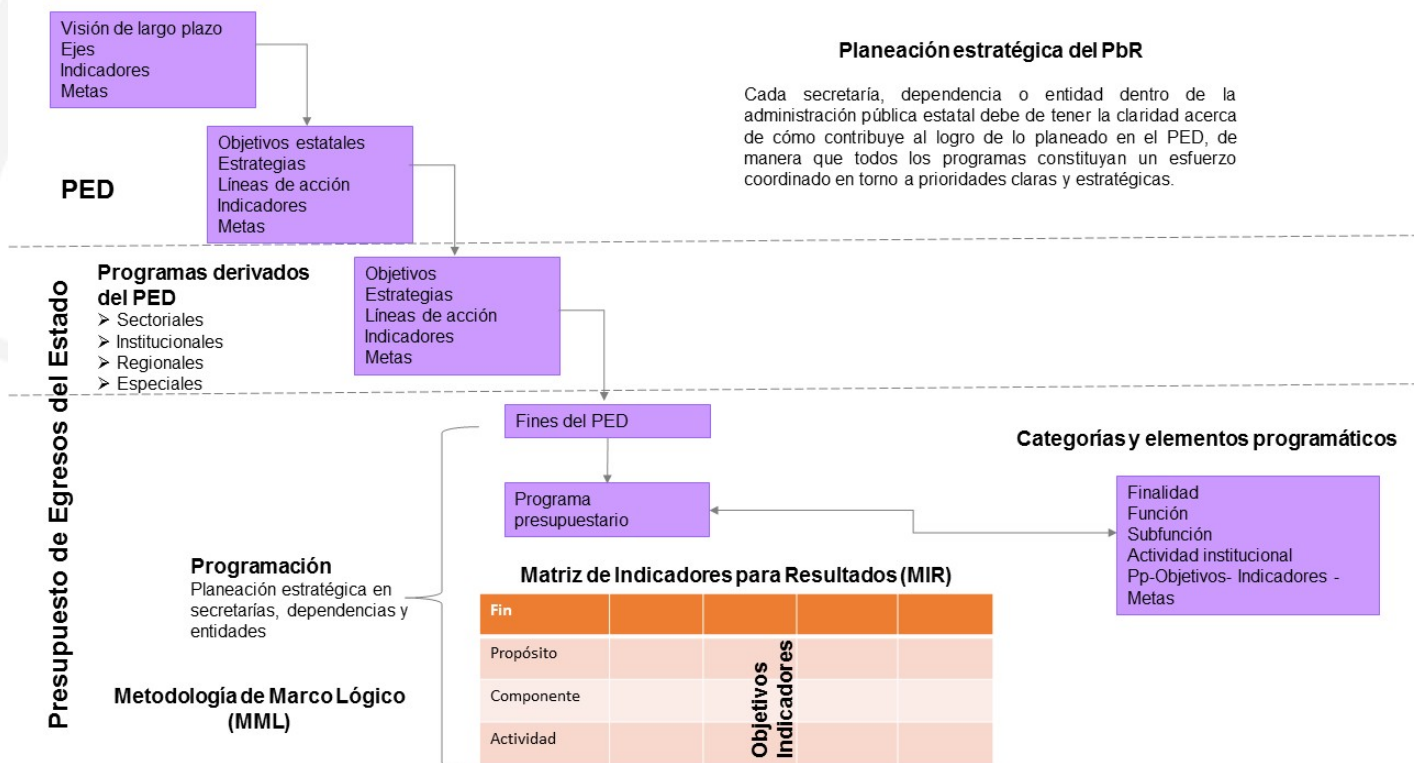 Visión de largo plazo
Ejes
Indicadores
Metas
Planeación estratégica del PbR
Cada secretaría, dependencia o entidad dentro de la
administración pública estatal debe de tener la claridad acerca
de cómo contribuye al logro de lo planeado en el PED, de
manera que todos los programas constituyan un esfuerzo
coordinado en torno a prioridades claras y estratégicas.
Objetivos estatales
Estrategias
Líneas de acción
Indicadores
Metas
PED
Programas derivados
del PED
➢ Sectoriales
➢ Institucionales
➢ Regionales
➢ Especiales
Objetivos
Estrategias
Líneas de acción
Indicadores
Metas
Presupuesto de Egresos del Estado
Fines del PED
Programa
presupuestario
Categorías y elementos programáticos
Finalidad
Función
Subfunción
Actividad institucional
Pp-Objetivos- Indicadores -
Metas
Programación
Planeación estratégica en
secretarías, dependencias y
entidades
Metodología de Marco Lógico
(MML)
Matriz de Indicadores para Resultados (MIR)
Fin
Propósito
Componente
Actividad
Objetivos
Indicadores